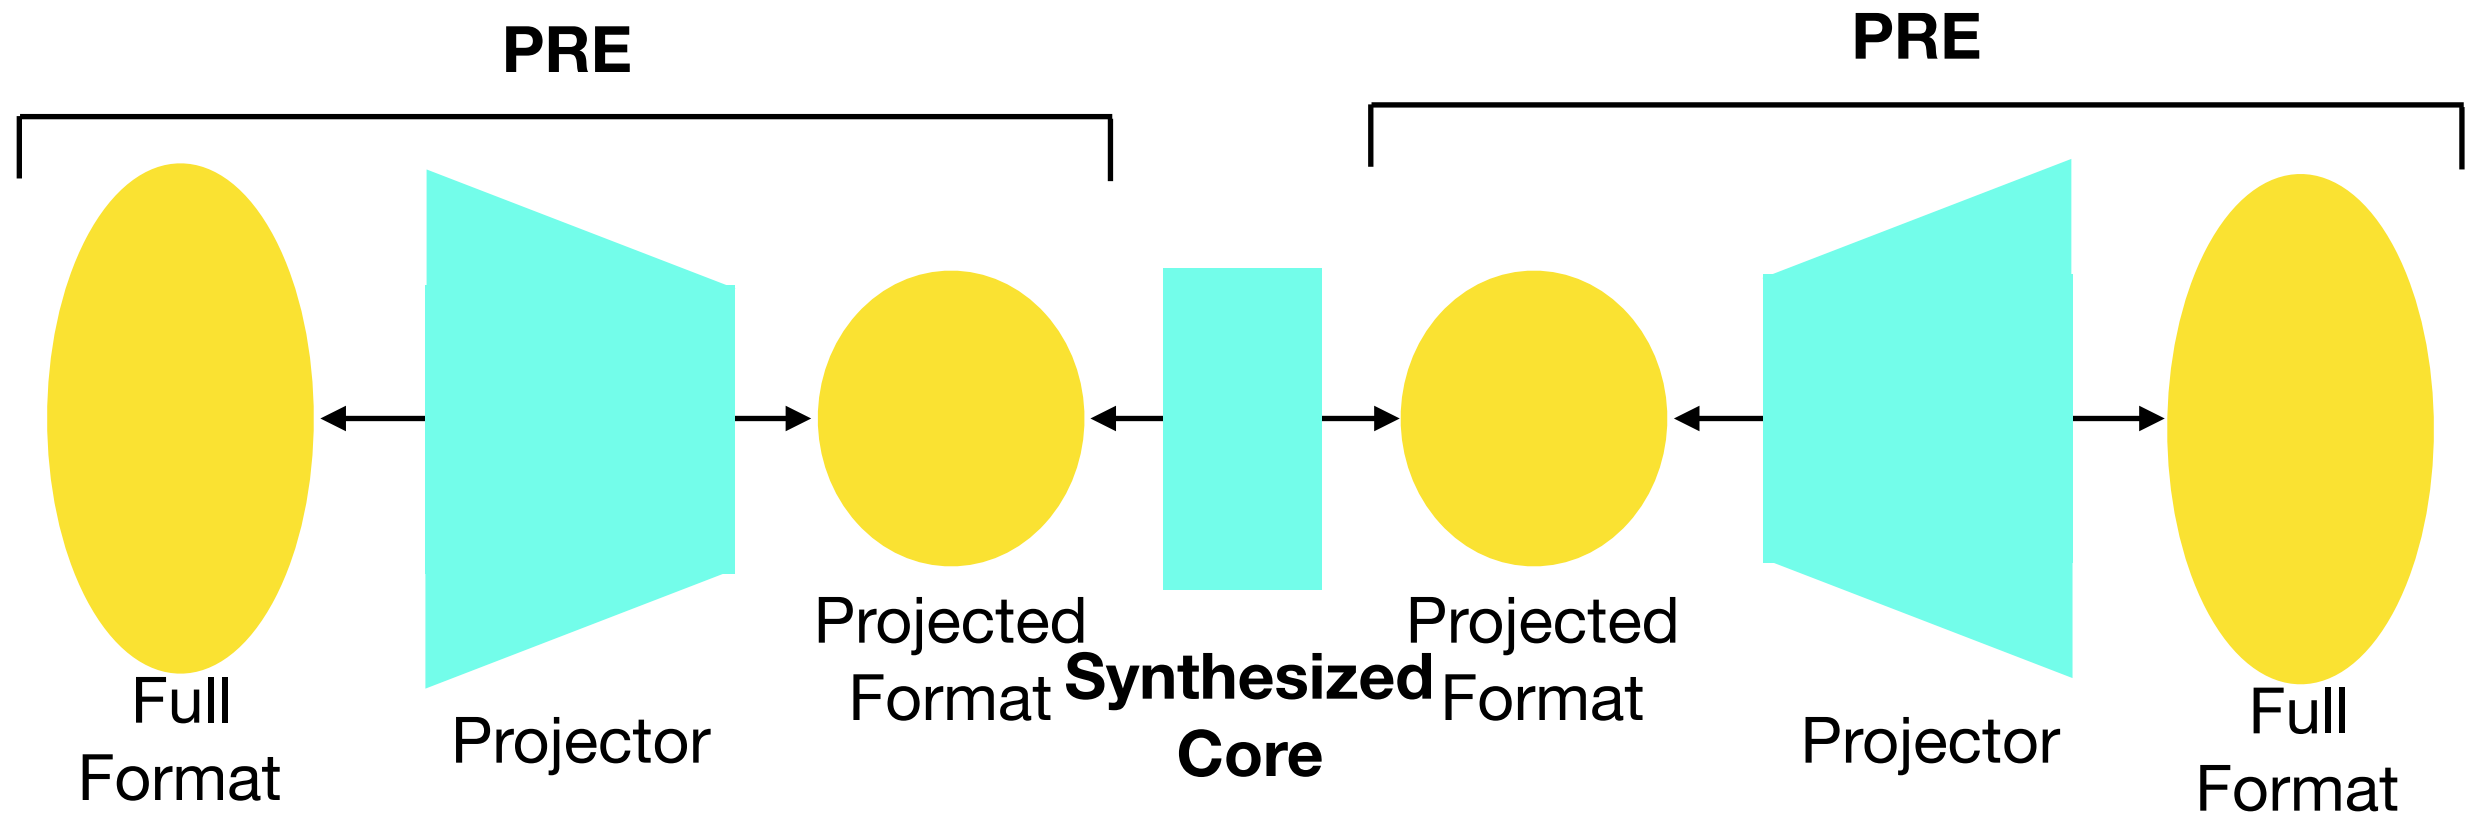 PRE
PRE
Full
Format
Projector
Projected
Format
Synthesized
Core
Projected
Format
Projector
Full
Format